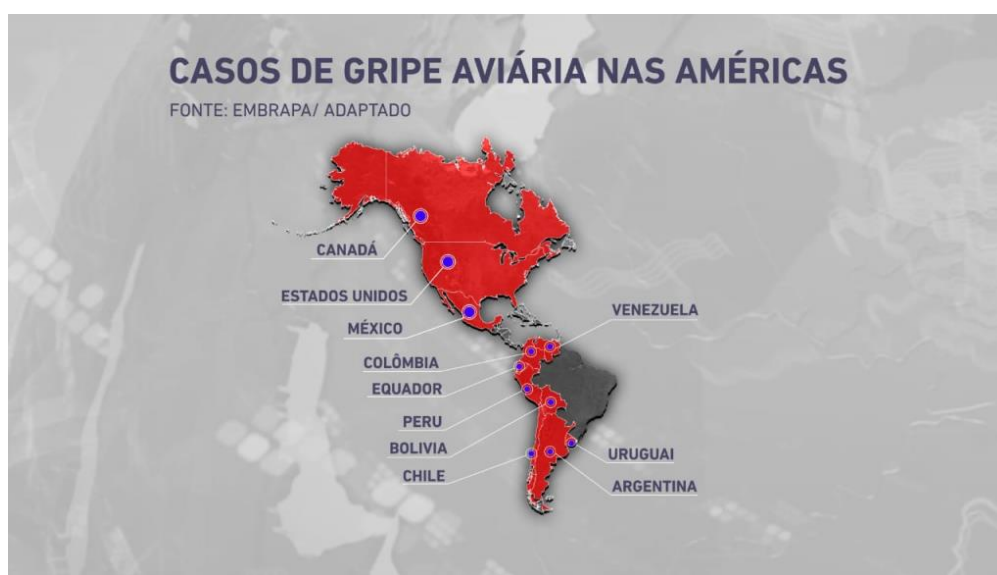 CASOS DE GRIPE AVIÁRIA NAS AMÉRICAS
FONTE: EMBRAPA/ ADAPTADO
CANADÁ
ESTADOS UNIDOS
MÉXICO
VENEZUELA
COLÔMBIA
EQUADOR
PERU
BOLIVIA
CHILE
URUGUAI
ARGENTINA